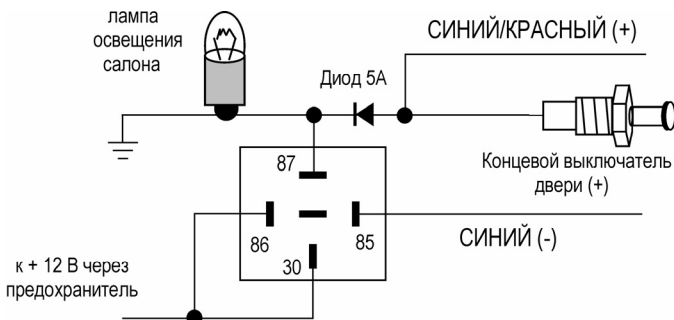 лампа
освещения
салона
СИНИЙ/КРАСНЫЙ (+)
Диод 5А
Концевой выключатель
двери (+)
87
86
85
30
СИНИЙ (-)
к + 12 В через
предохранитель